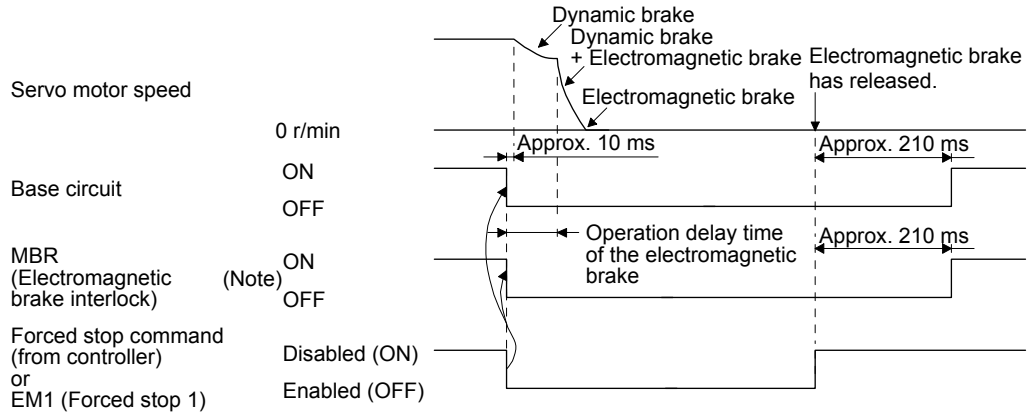 Dynamic brake
Dynamic brake
+ Electromagnetic brake
Electromagnetic brake
has released.
Servo motor speed
Electromagnetic brake
0 r/min
Approx. 10 ms
Approx. 210 ms
ON
Base circuit
OFF
Operation delay time
of the electromagnetic
brake
Approx. 210 ms
MBR
(Electromagnetic
brake interlock)
(Note)
ON
OFF
Forced stop command
(from controller)
or
EM1 (Forced stop 1)
Disabled (ON)
Enabled (OFF)